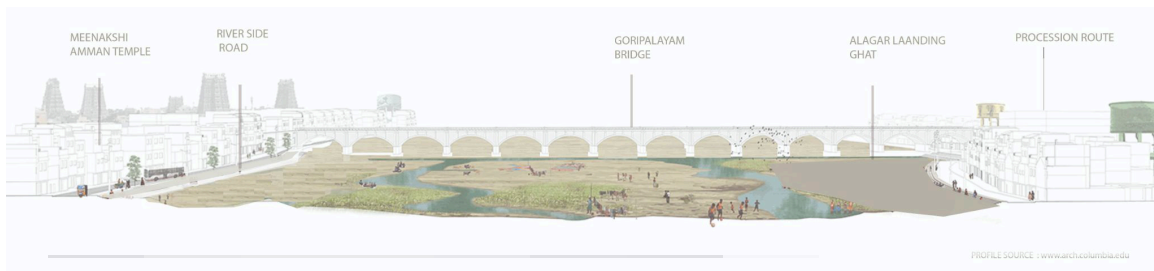 MEENAKSHI
AMMAN TEMPLE
RIVER SIDE
ROAD
GORIPALAYAM
BRIDGE
ALAGAR LAANDING
GHAT
PROCESSION ROUTE
PROFILE SOURCE : www.arch.columbia.edu